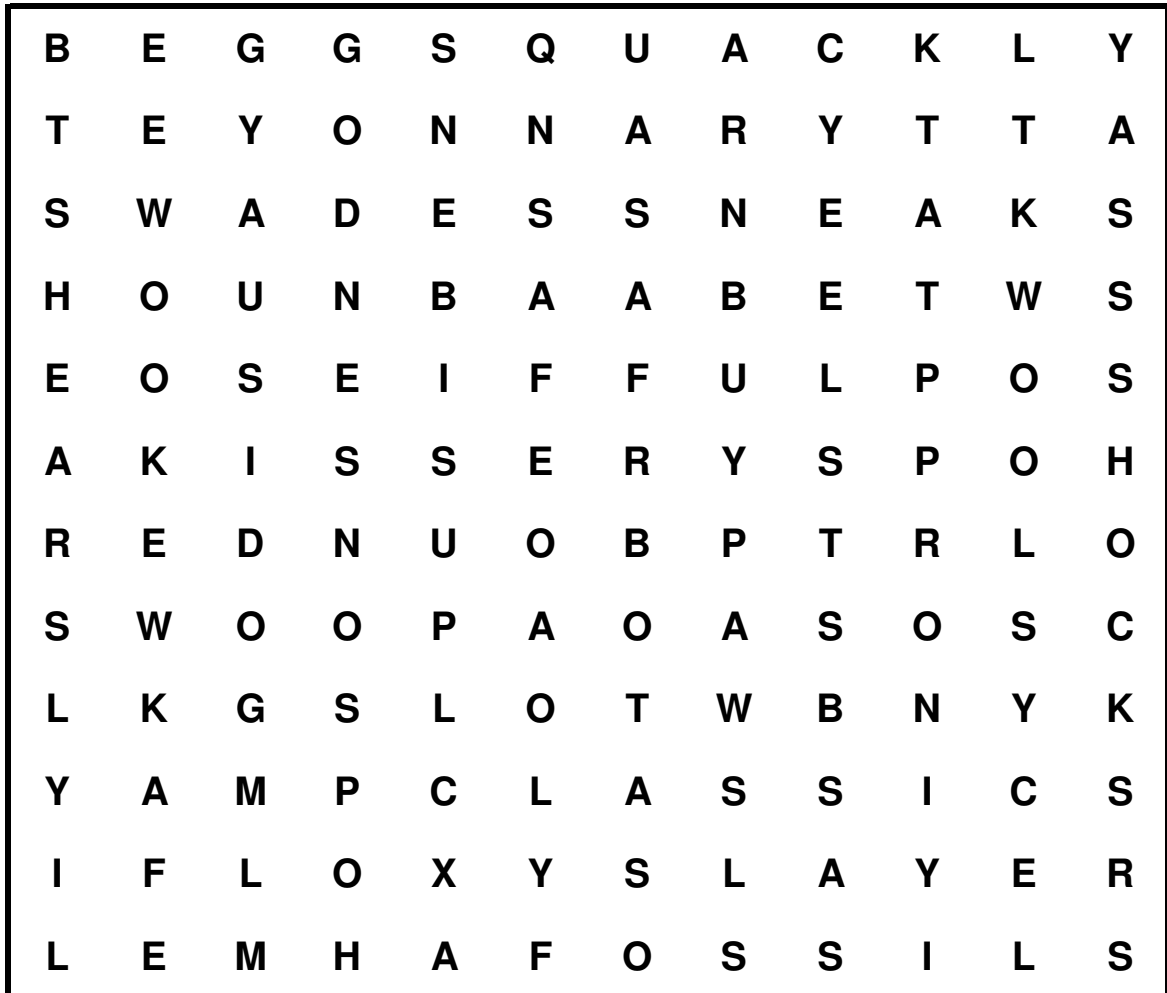 B E G G S Q U A C K L Y
T E Y O N N A R Y T T A
S W A D E S S N E A K S
H O U N B A A B E T W S
E O S E I F F U L P O S
A K I S S E R Y S P O H
R E D N U O B P T R L O
S W O O P A O A S O S C
L K G S L O T W B N Y K
Y A M P C L A S S I C S
I F L O X Y S L A Y E R
L E M H A F O S S I L S